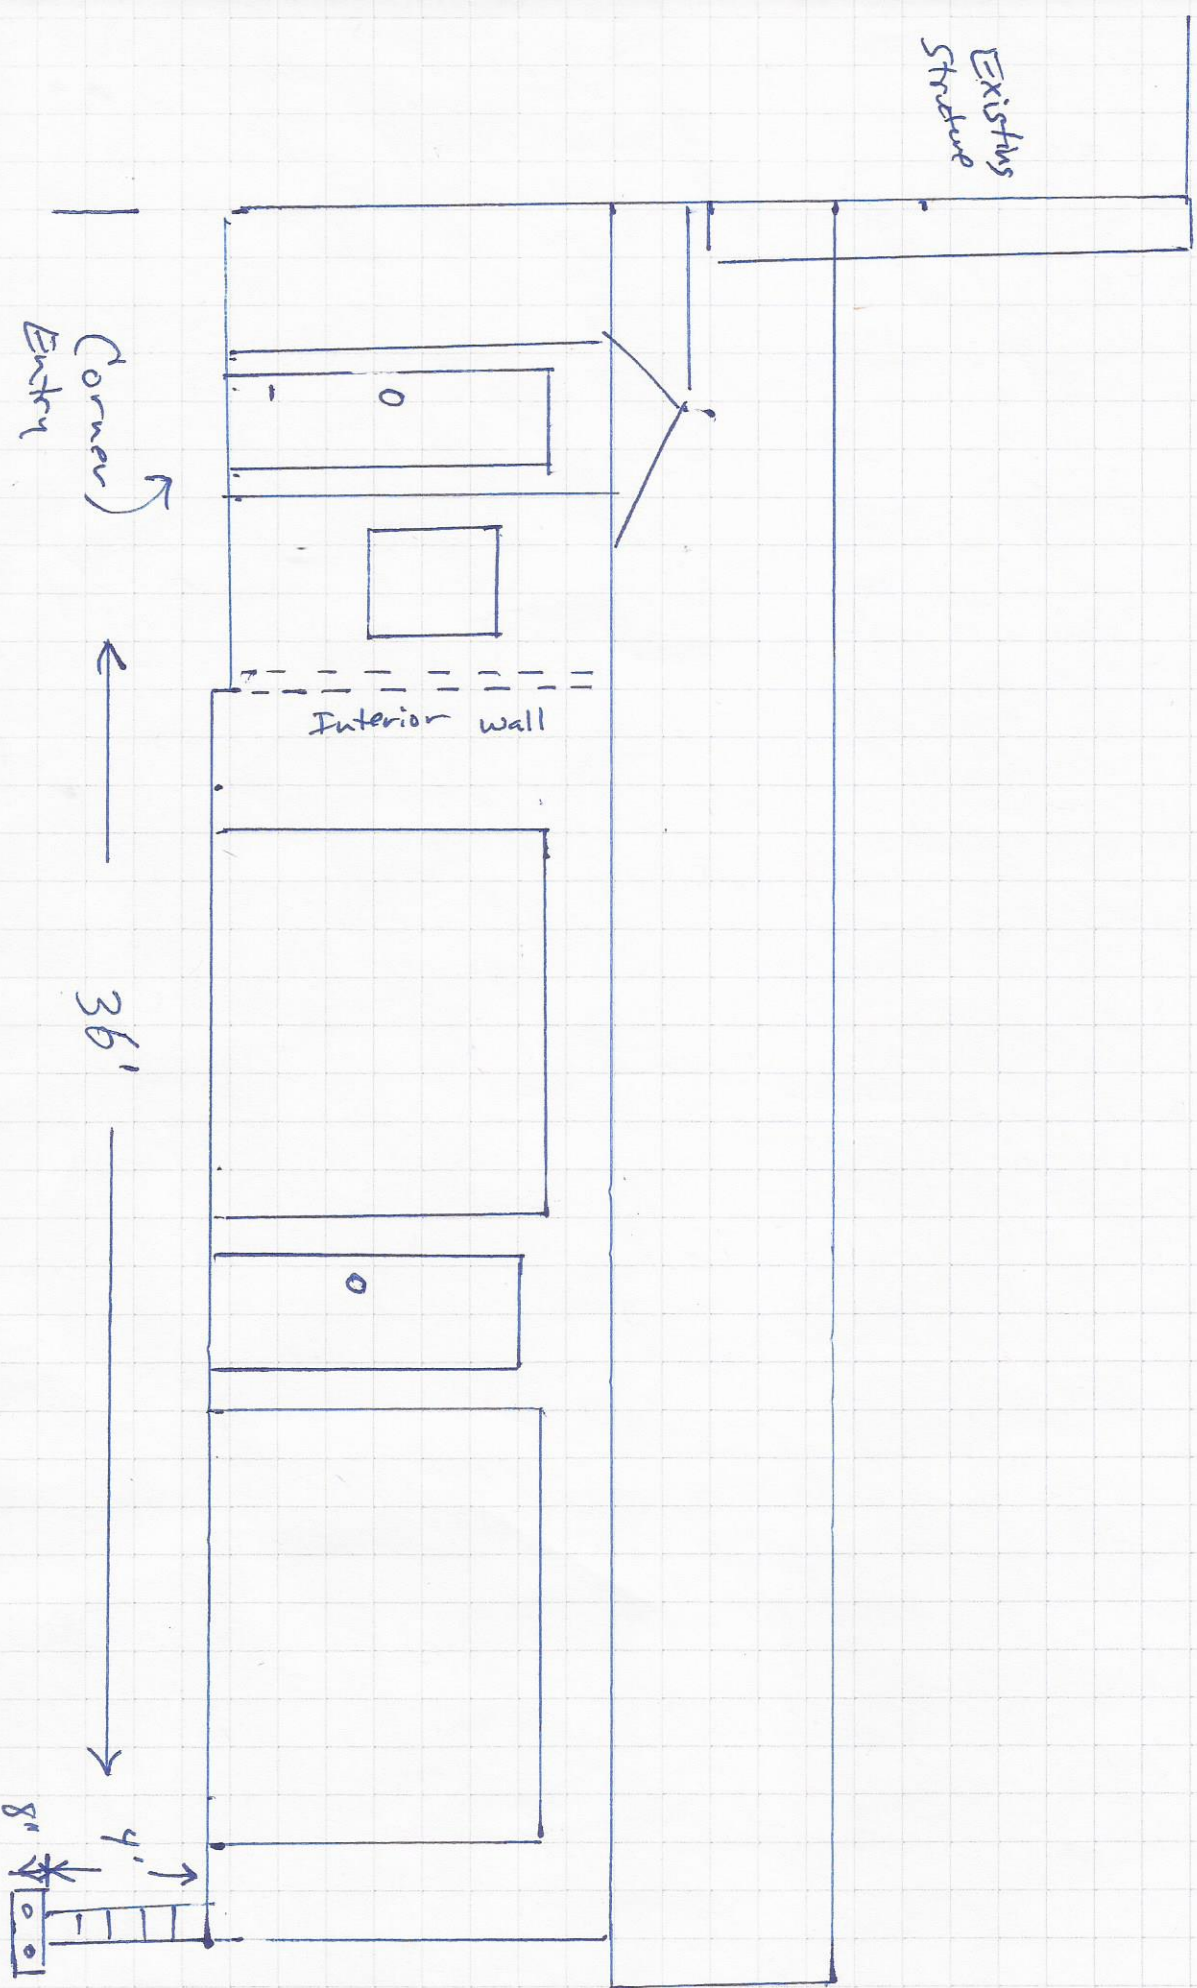 Existing
Structure
Corner
Entry
Interior wall
36'
4'
8"